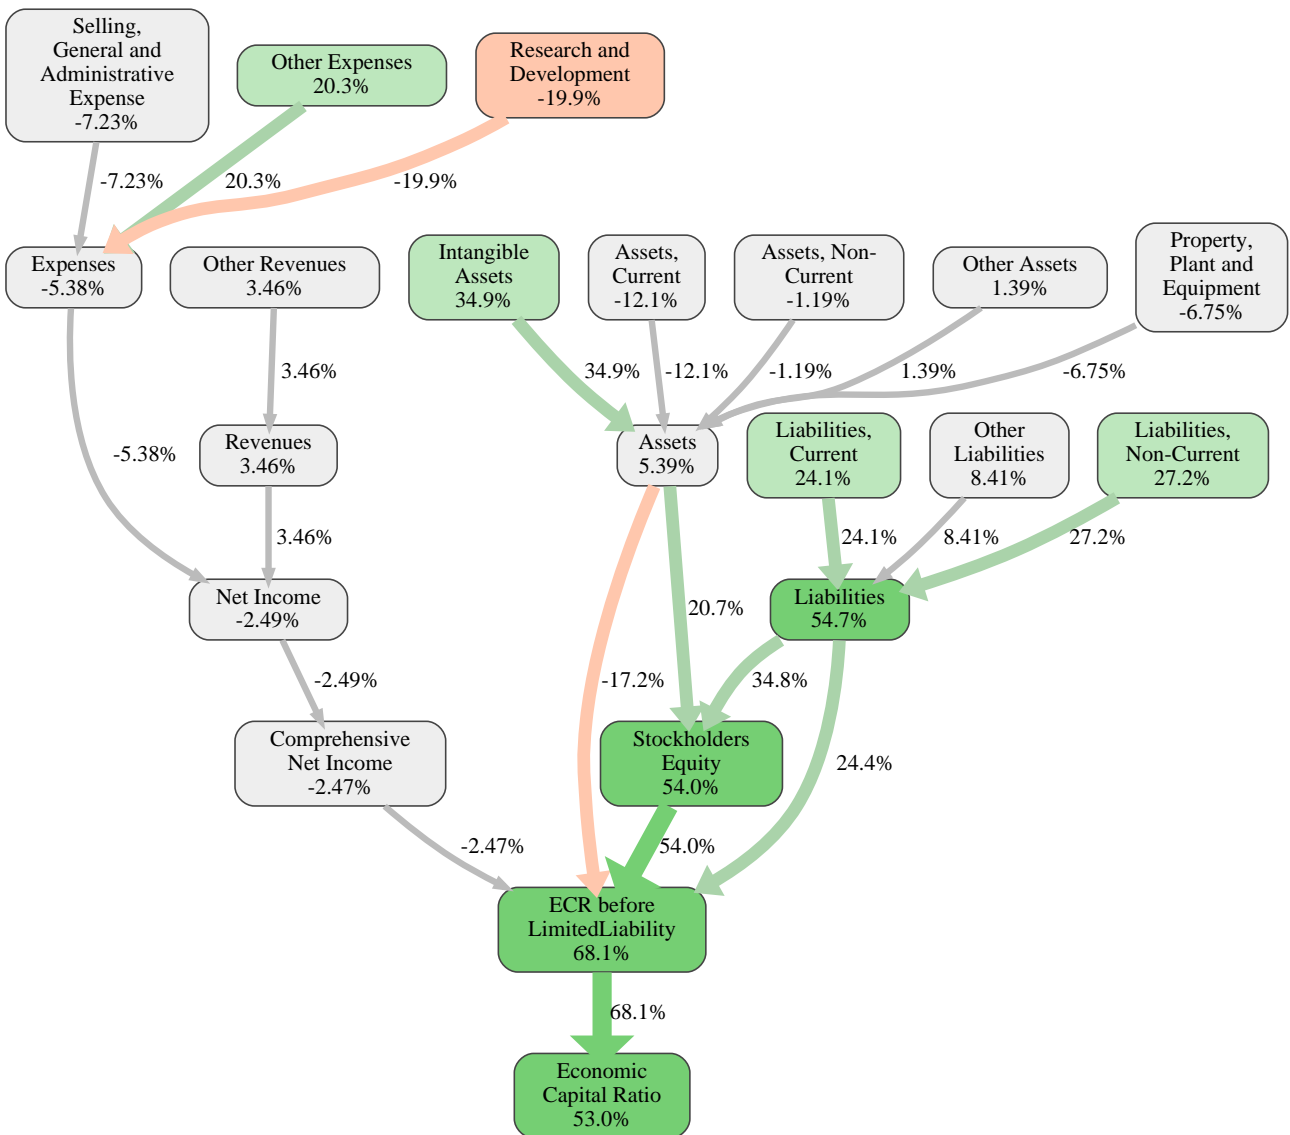 Selling,
General and
Administrative
Expense
-7.23%
Other Expenses
20.3%
Research and
Development
-19.9%
-7.23%
20.3%
-19.9%
Expenses
-5.38%
Other Revenues
3.46%
Intangible
Assets
34.9%
Assets,
Current
-12.1%
Assets, Non-
Current
-1.19%
Other Assets
1.39%
Property,
Plant and
Equipment
-6.75%
3.46%
34.9%
-12.1%
-1.19%
1.39%
-6.75%
-5.38%
Revenues
3.46%
Assets
5.39%
Liabilities,
Current
24.1%
Other
Liabilities
8.41%
Liabilities,
Non-Current
27.2%
3.46%
24.1%
8.41%
27.2%
Net Income
-2.49%
20.7%
Liabilities
54.7%
-2.49%
-17.2%
34.8%
Comprehensive
Net Income
-2.47%
Stockholders
Equity
54.0%
24.4%
-2.47%
54.0%
ECR before
LimitedLiability
68.1%
68.1%
Economic
Capital Ratio
53.0%